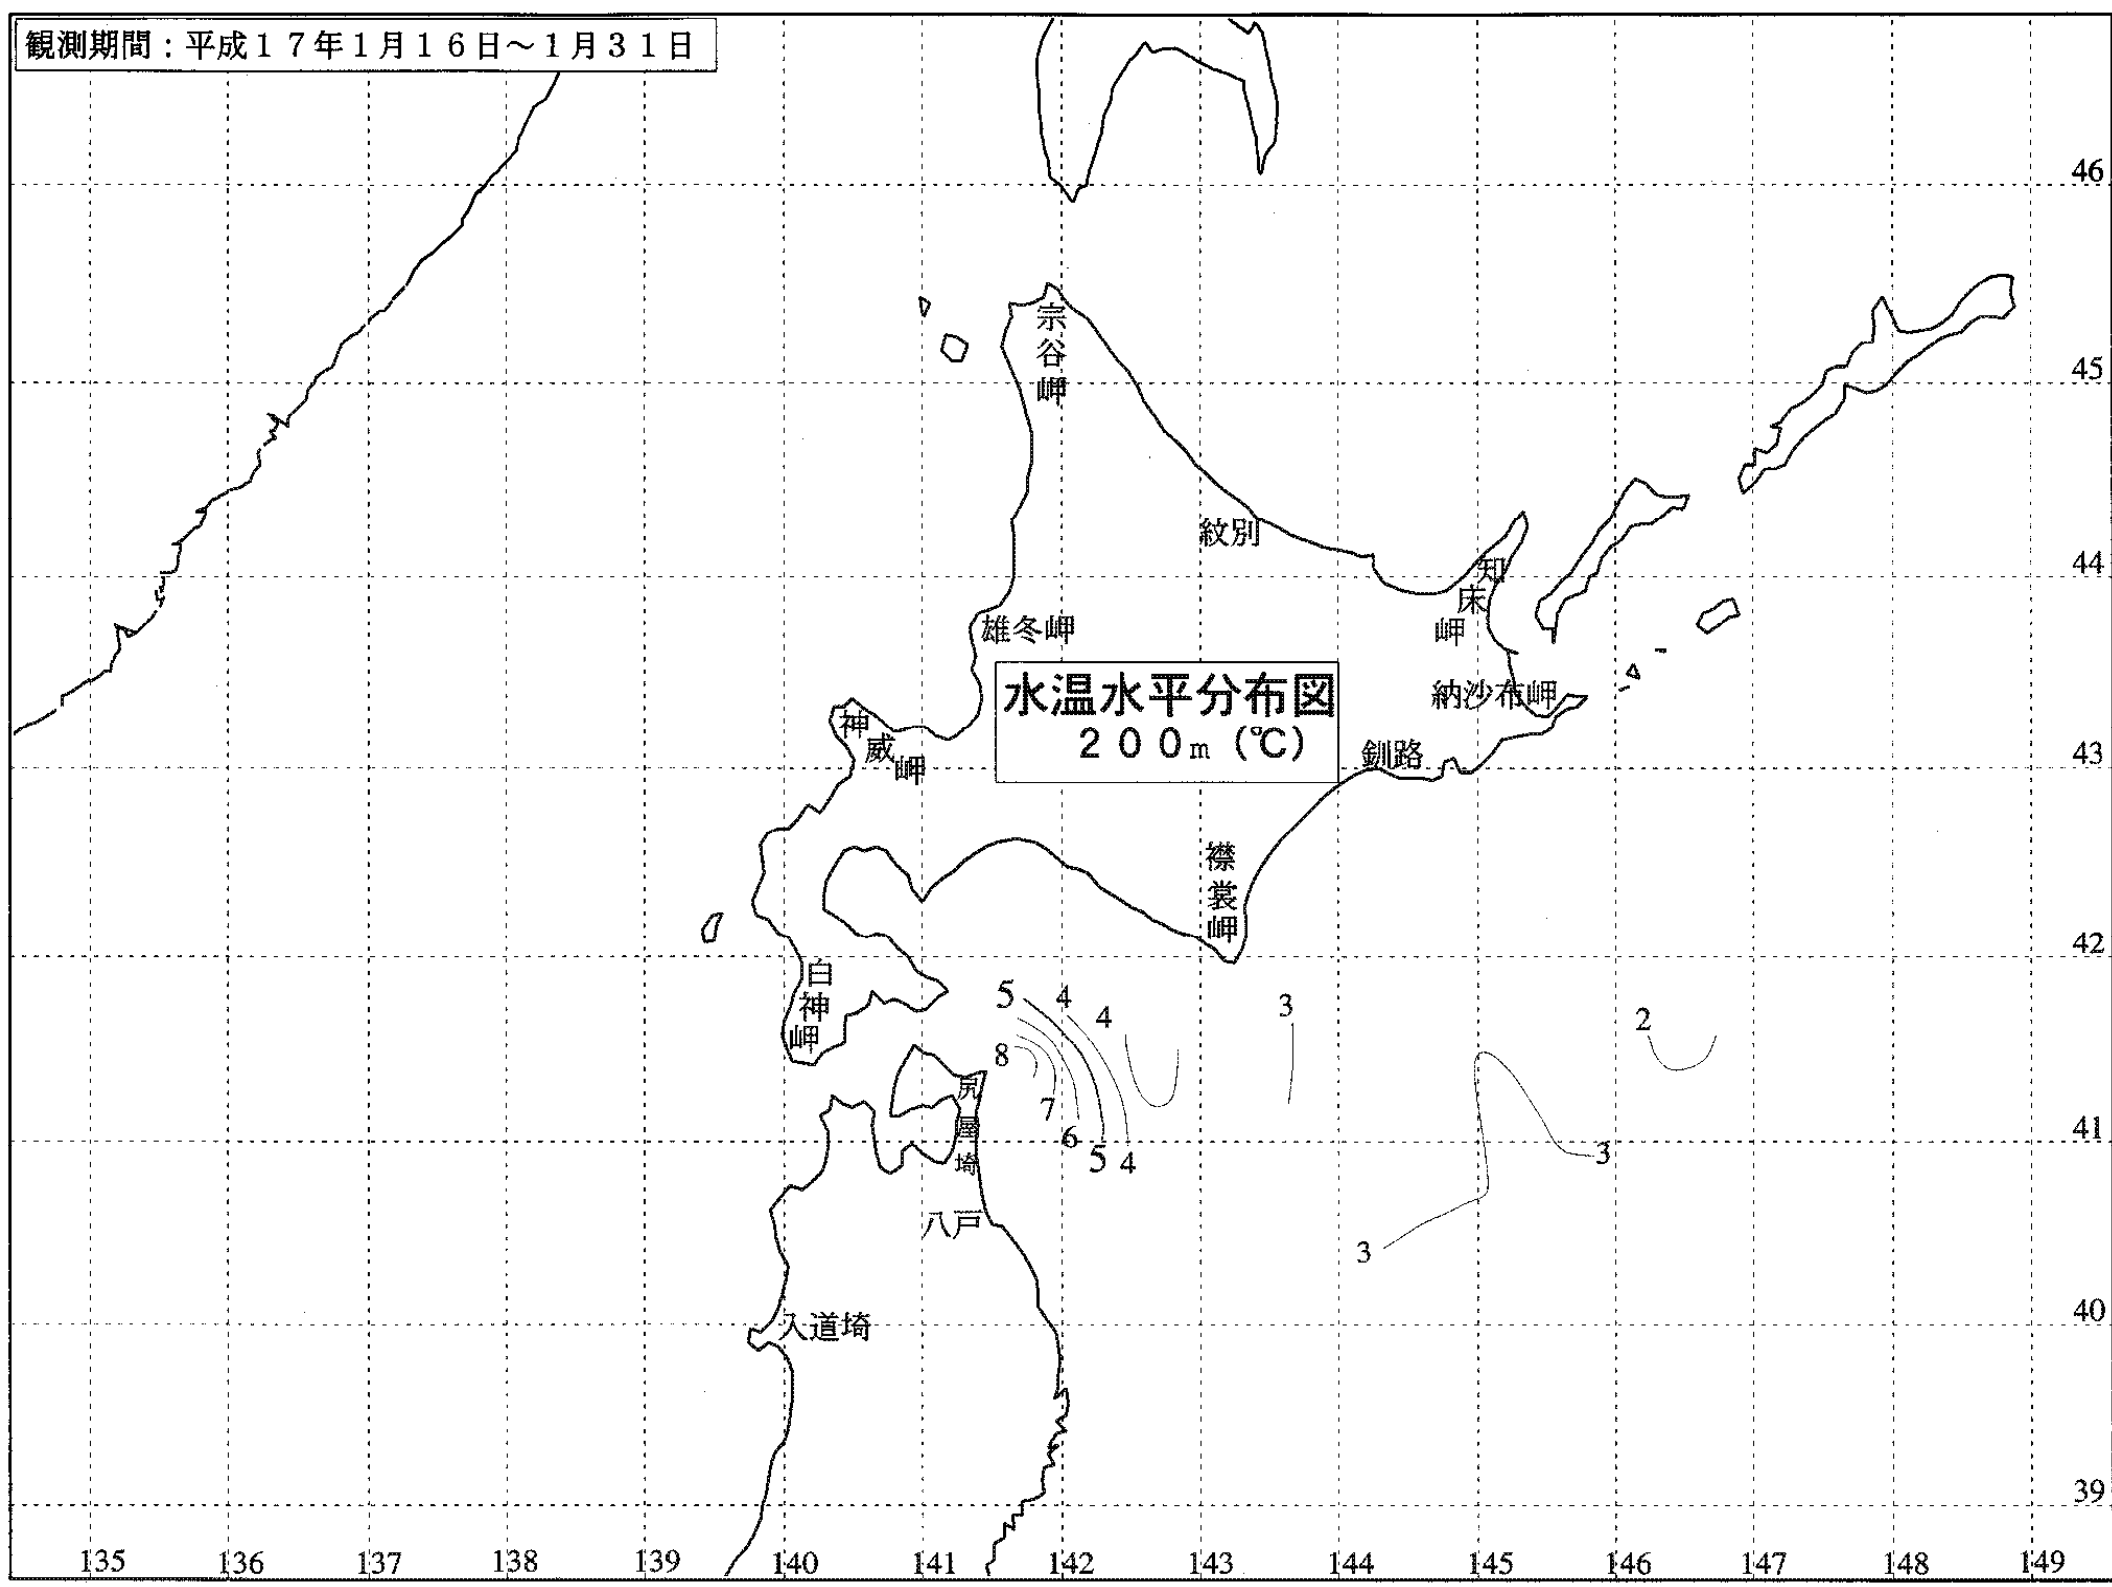 観測期間：平成１７年１月１６日～１月３１日
46
宗谷岬
45
紋別
44
知床岬
雄冬岬
水温水平分布図
２００ｍ（℃）
納沙布岬
神威岬
釧路
43
襟裳岬
42
白神岬
5
4
4
3
2
8
尻屋埼
7
6
5
4
41
3
八戸
3
40
入道埼
39
135
136
137
138
139
140
141
142
143
144
145
146
147
148
149